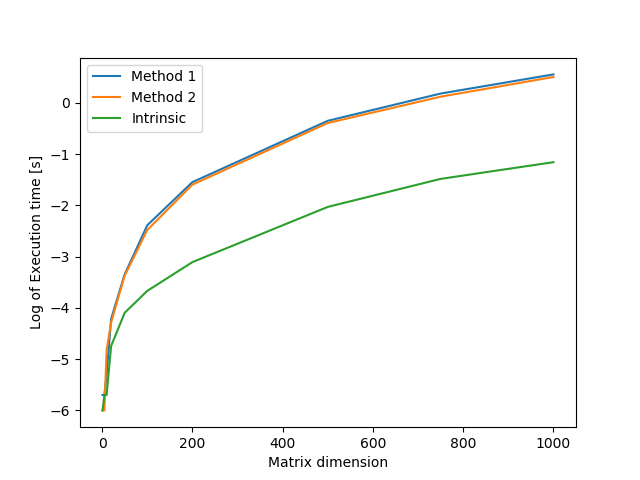 Method 1
Method 2
Intrinsic
0
−1
−2
−3
−4
−5
−6
Log of Execution time [s]
0 200 400 600 800 1000
Matrix dimension